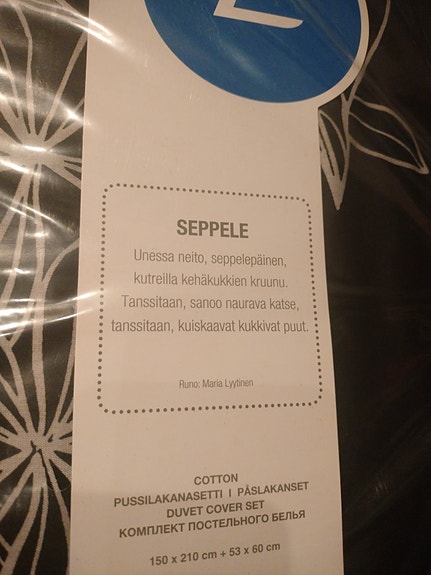 SEPPELE
Unessa neito, seppelepäinen,
kutreilla kehäkukkien kruunu.
Tanssitaan, sanoo naurava katse,
tanssitaan, kuiskaavat kukkivat puut.
Runo: Maria Lyytinen
COTTON
PUSSILAKANASETTI I PÅSLAKANSET
DUVET COVER SET
КОМПЛЕКТ ПОСТЕЛЬНОГО БЕЛЬЯ
150 x 210 cm + 53 x 60 cm